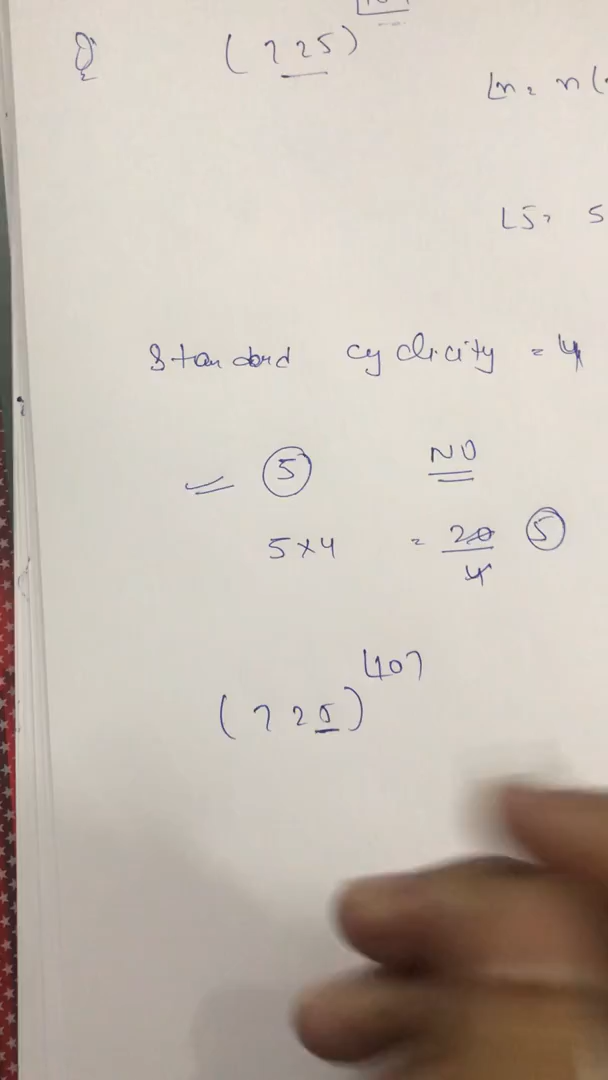 Q (725)
Ln = n(
L5 = 5
Standard cyclicity = 4
5 NO
5×4 = 20/4 5
(725)^407